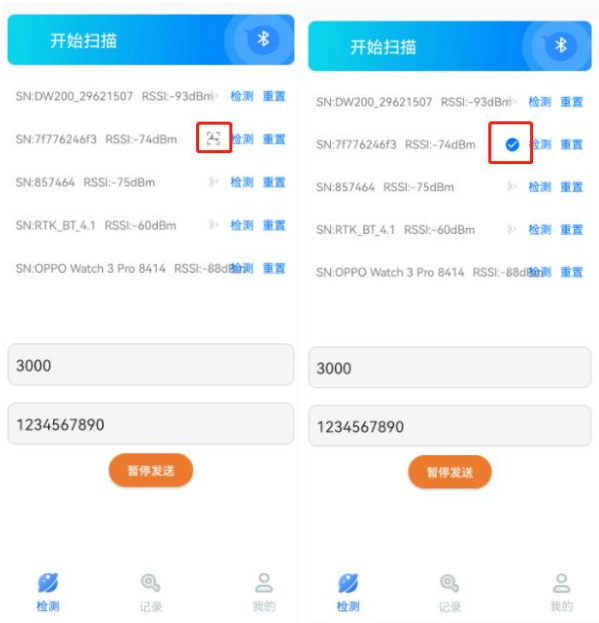 开始扫描
SN:DW200_29621507 RSSI:-93dBm 检测 重置
SN:7f776246f3 RSSI:-74dBm 检测 重置
SN:857464 RSSI:-75dBm 检测 重置
SN:RTK_BT_4.1 RSSI:-60dBm 检测 重置
SN:OPPO Watch 3 Pro 8414 RSSI:-88dBm 检测 重置
3000
1234567890
暂停发送
检测 记录 我的
开始扫描
SN:DW200_29621507 RSSI:-93dBm 检测 重置
SN:7f776246f3 RSSI:-74dBm 检测 重置
SN:857464 RSSI:-75dBm 检测 重置
SN:RTK_BT_4.1 RSSI:-60dBm 检测 重置
SN:OPPO Watch 3 Pro 8414 RSSI:-88dBm 检测 重置
3000
1234567890
暂停发送
检测 记录 我的